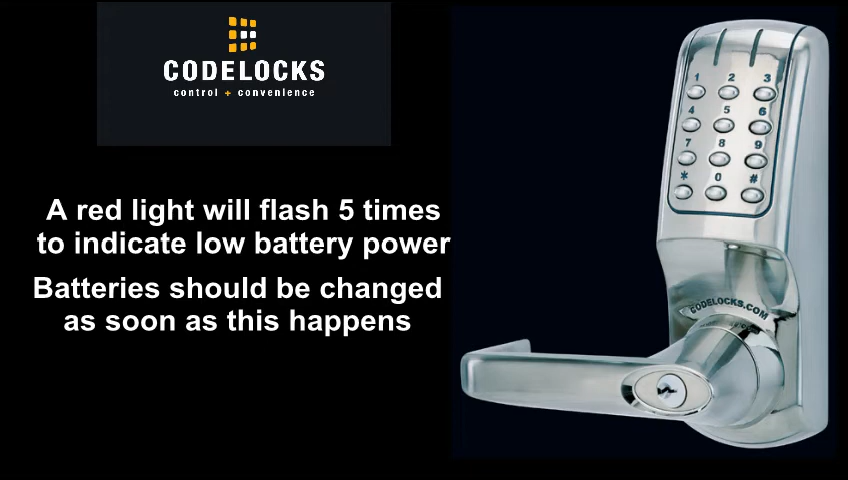 CODELOCKS
control + convenience
A red light will flash 5 times
to indicate low battery power
Batteries should be changed
as soon as this happens
1 2 3
4 5 6
7 8 9
* 0 #
CODELOCKS.COM